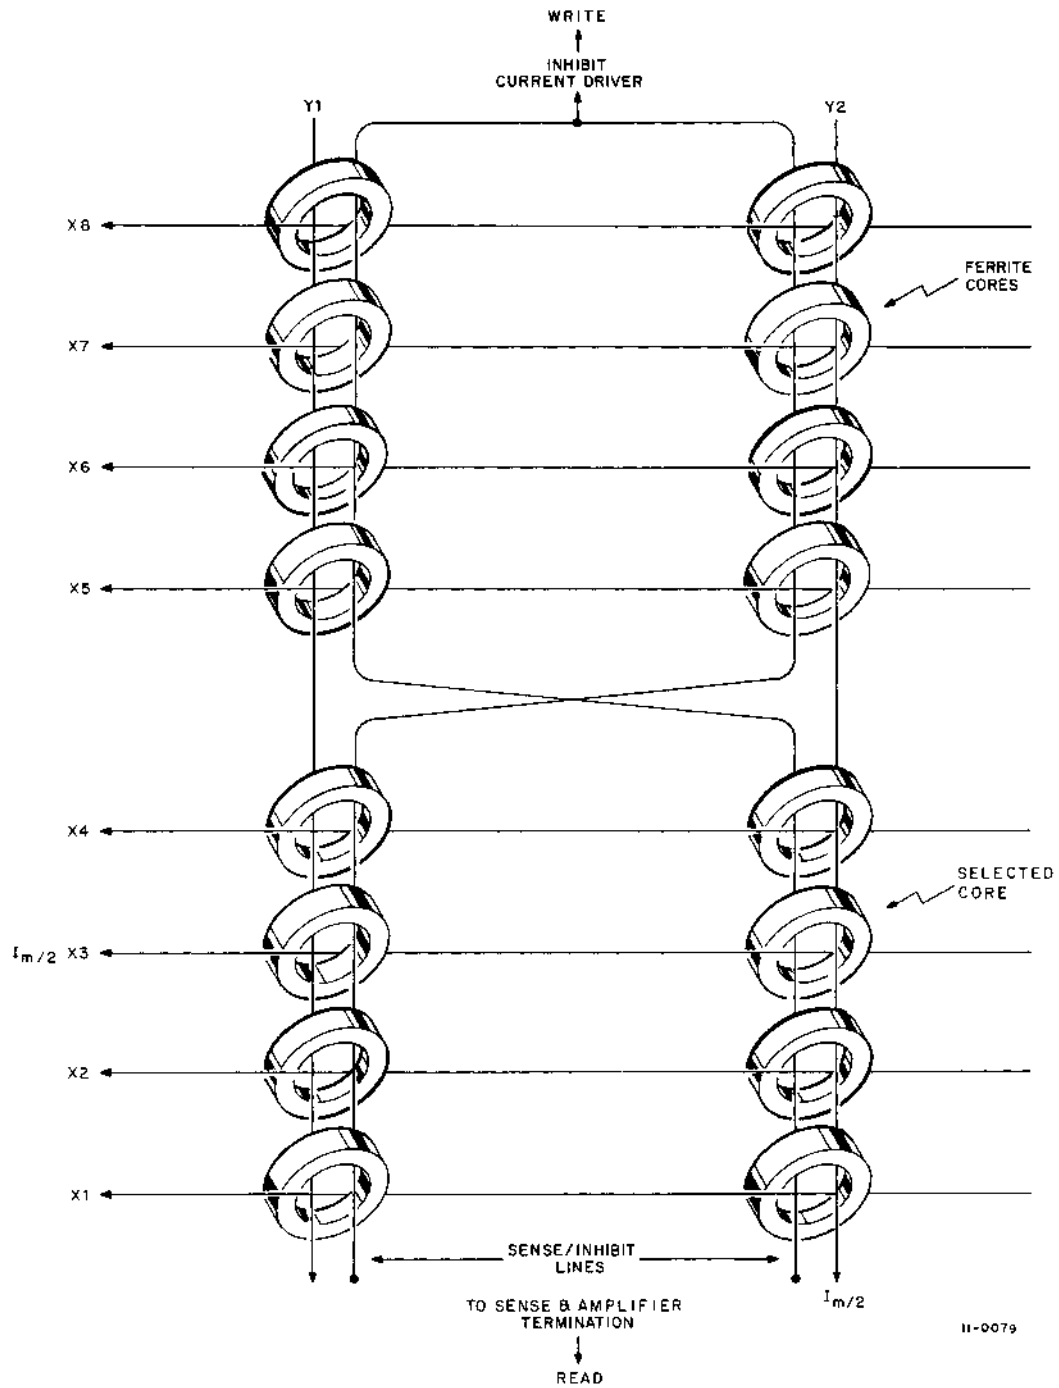 WRITE
INHIBIT
CURRENT DRIVER
Y1
Y2
X8
FERRITE
CORES
X7
X6
X5
X4
SELECTED
CORE
Im/2 X3
X2
X1
SENSE/INHIBIT
LINES
Im/2
TO SENSE & AMPLIFIER
TERMINATION
11-0079
READ